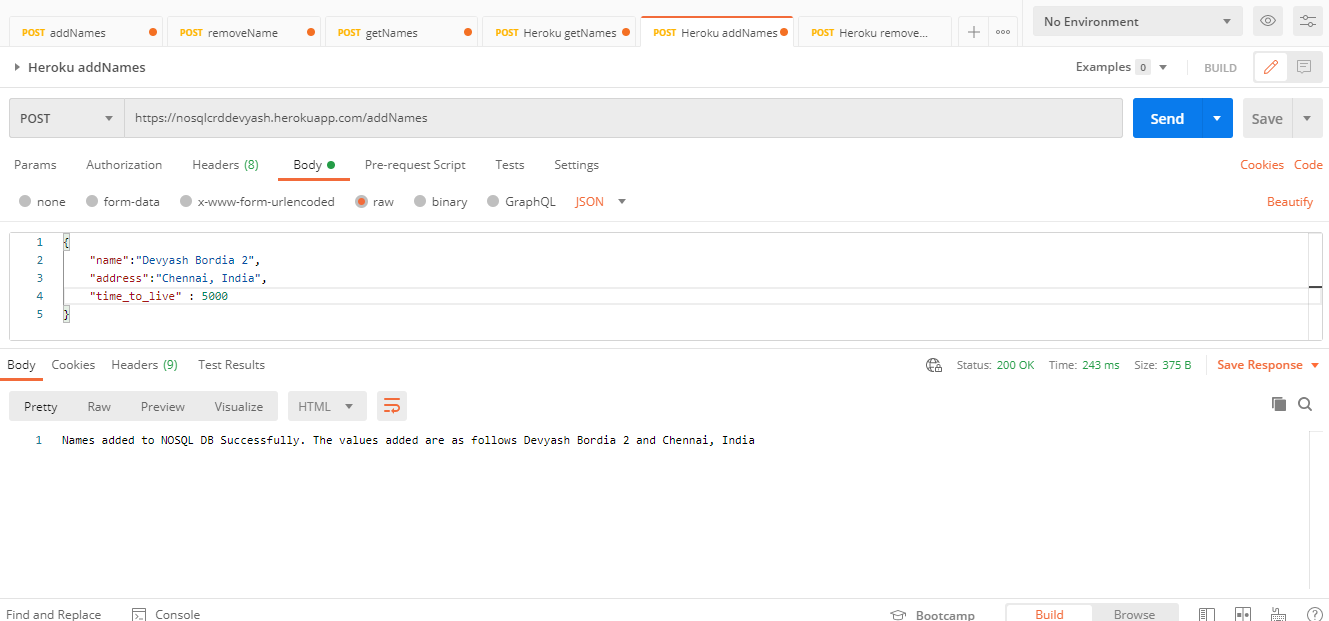 POST addNames POST removeName POST getNames POST Heroku getNames POST Heroku addNames POST Heroku remove... No Environment
Heroku addNames Examples 0 BUILD
POST https://nosqlcrddevyash.herokuapp.com/addNames Send Save
Params Authorization Headers (8) Body Pre-request Script Tests Settings Cookies Code
none form-data x-www-form-urlencoded raw binary GraphQL JSON Beautify
1 {
2 "name":"Devyash Bordia 2",
3 "address":"Chennai, India",
4 "time_to_live" : 5000
5 }
Body Cookies Headers (9) Test Results Status: 200 OK Time: 243 ms Size: 375 B Save Response
Pretty Raw Preview Visualize HTML
1 Names added to NOSQL DB Successfully. The values added are as follows Devyash Bordia 2 and Chennai, India
Find and Replace Console Bootcamp Build Browse